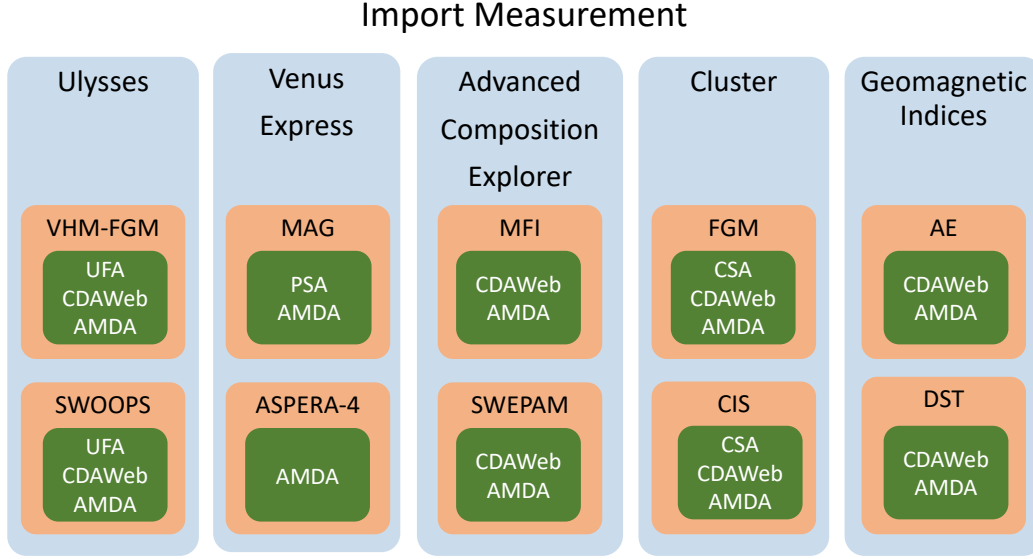 Import Measurement
Ulysses
VHM-FGM
UFA
CDAWeb
AMDA
SWOOPS
UFA
CDAWeb
AMDA
Venus
Express
MAG
PSA
AMDA
ASPERA-4
AMDA
Advanced
Composition
Explorer
MFI
CDAWeb
AMDA
SWEPAM
CDAWeb
AMDA
Cluster
FGM
CSA
CDAWeb
AMDA
CIS
CSA
CDAWeb
AMDA
Geomagnetic
Indices
AE
CDAWeb
AMDA
DST
CDAWeb
AMDA